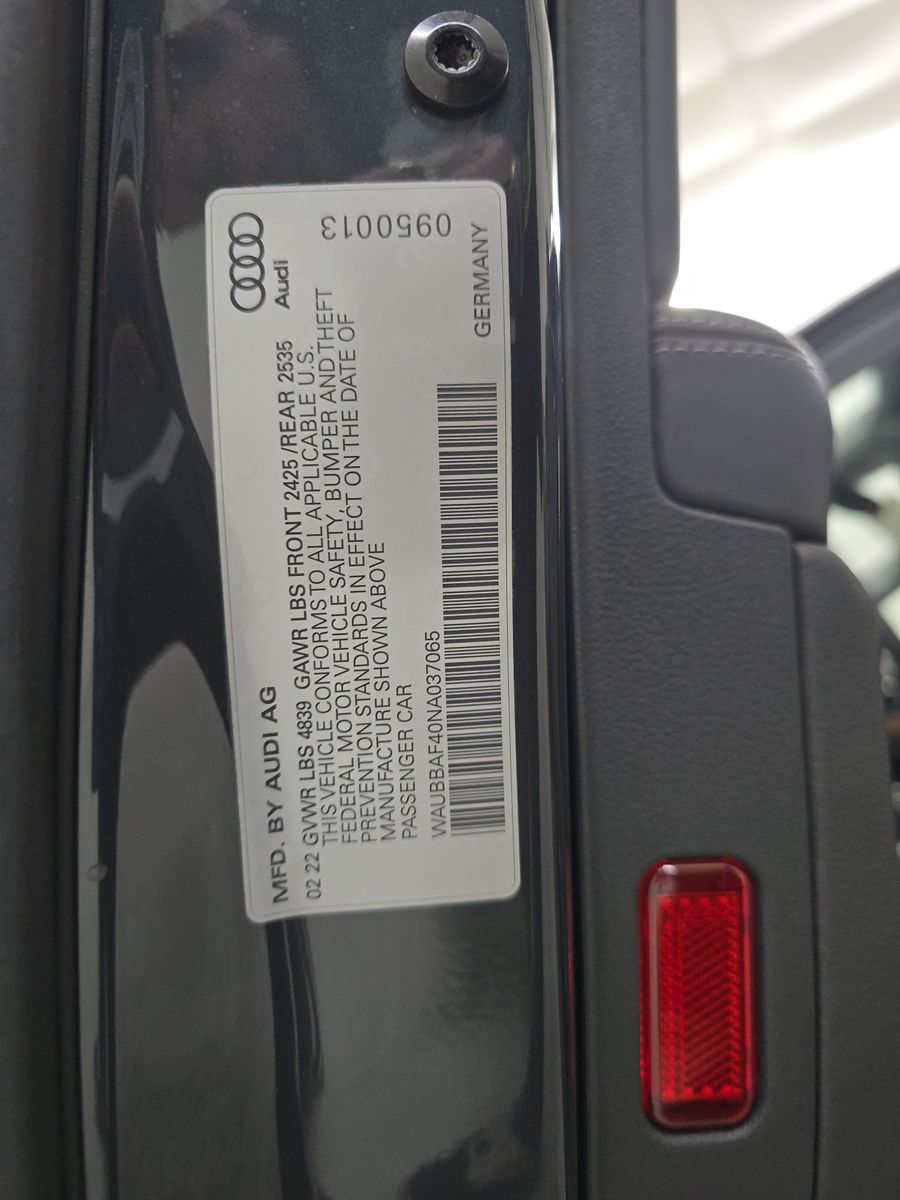 MFD. BY AUDI AG
Audi
02 22 GVWR LBS 4839 GAWR LBS FRONT 2425 /REAR 2535
THIS VEHICLE CONFORMS TO ALL APPLICABLE U.S.
FEDERAL MOTOR VEHICLE SAFETY, BUMPER AND THEFT
PREVENTION STANDARDS IN EFFECT ON THE DATE OF
MANUFACTURE SHOWN ABOVE
PASSENGER CAR
WAUBBAF40NA037065
0950013
GERMANY